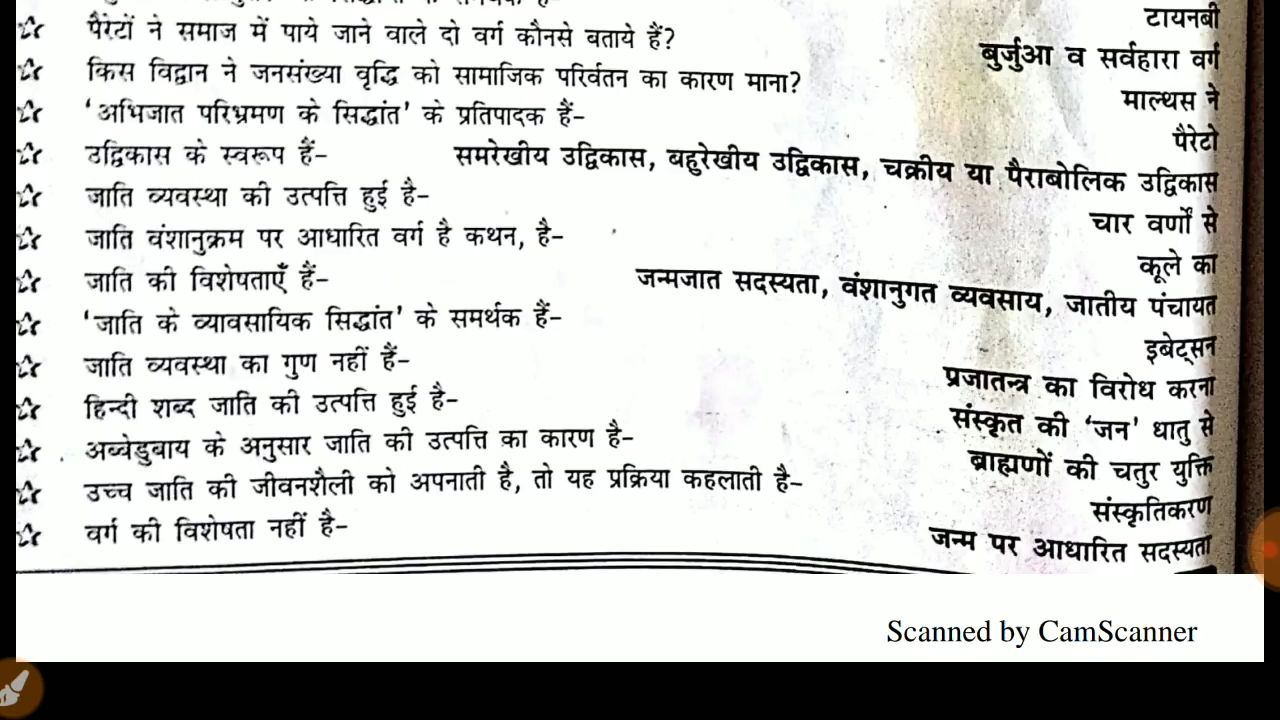 टायनबी
☆ पैरेटों ने समाज में पाये जाने वाले दो वर्ग कौनसे बताये हैं? बुर्जुआ व सर्वहारा वर्ग
☆ किस विद्वान ने जनसंख्या वृद्धि को सामाजिक परिर्वतन का कारण माना? माल्थस ने
☆ 'अभिजात परिभ्रमण के सिद्धांत' के प्रतिपादक हैं- पैरेटो
☆ उद्विकास के स्वरूप हैं- समरेखीय उद्विकास, बहुरेखीय उद्विकास, चक्रीय या पैराबोलिक उद्विकास
☆ जाति व्यवस्था की उत्पत्ति हुई है- चार वर्णों से
☆ जाति वंशानुक्रम पर आधारित वर्ग है कथन, है- कूले का
☆ जाति की विशेषताएँ हैं- जन्मजात सदस्यता, वंशानुगत व्यवसाय, जातीय पंचायत
☆ 'जाति के व्यावसायिक सिद्धांत' के समर्थक हैं- इबेट्सन
☆ जाति व्यवस्था का गुण नहीं हैं- प्रजातन्त्र का विरोध करना
☆ हिन्दी शब्द जाति की उत्पत्ति हुई है- संस्कृत की 'जन' धातु से
☆ अब्बेडुबाय के अनुसार जाति की उत्पत्ति का कारण है- ब्राह्मणों की चतुर युक्ति
☆ उच्च जाति की जीवनशैली को अपनाती है, तो यह प्रक्रिया कहलाती है- संस्कृतिकरण
☆ वर्ग की विशेषता नहीं है- जन्म पर आधारित सदस्यता
Scanned by CamScanner